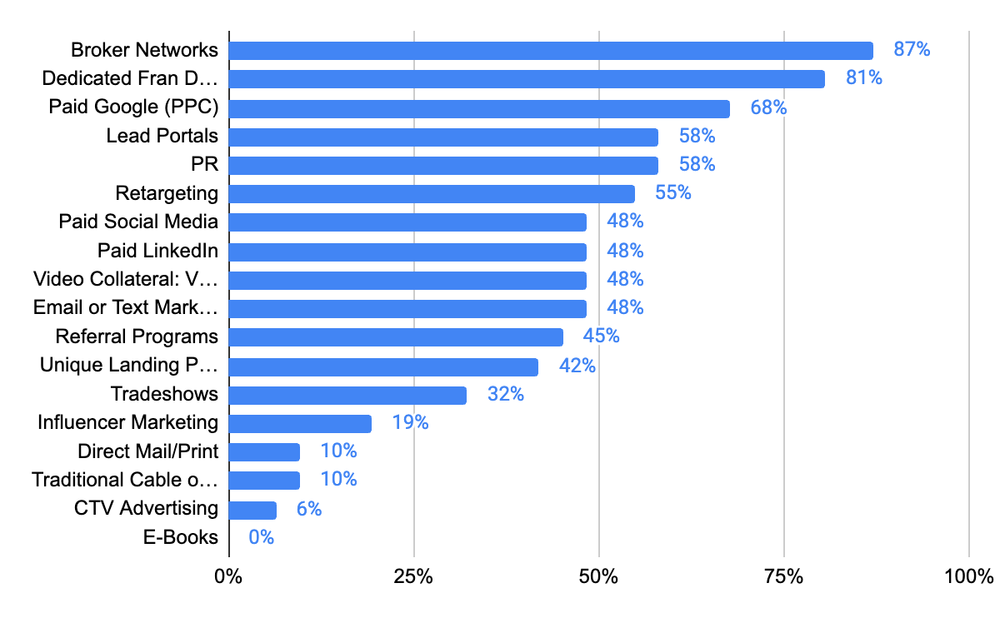 Broker Networks 87%
Dedicated Fran D… 81%
Paid Google (PPC) 68%
Lead Portals 58%
PR 58%
Retargeting 55%
Paid Social Media 48%
Paid LinkedIn 48%
Video Collateral: V… 48%
Email or Text Mark… 48%
Referral Programs 45%
Unique Landing P… 42%
Tradeshows 32%
Influencer Marketing 19%
Direct Mail/Print 10%
Traditional Cable o… 10%
CTV Advertising 6%
E-Books 0%
0% 25% 50% 75% 100%